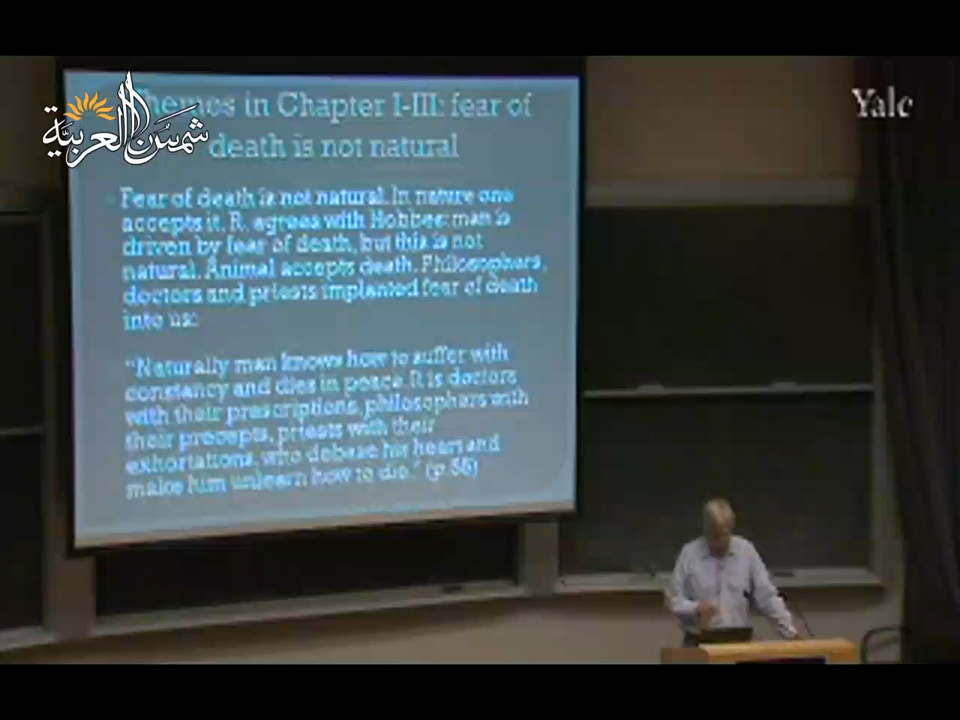 Yale
شمس العربية
Themes in Chapter I-III: fear of
death is not natural
Fear of death is not natural. In nature one
accepts it. R. agrees with Hobbes: man is
driven by fear of death, but this is not
natural. Animal accepts death. Philosophers,
doctors and priests implanted fear of death
into us:
"Naturally man knows how to suffer with
constancy and dies in peace. It is doctors
with their prescriptions, philosophers with
their precepts, priests with their
exhortations, who debase his heart and
make him unlearn how to die." (p.